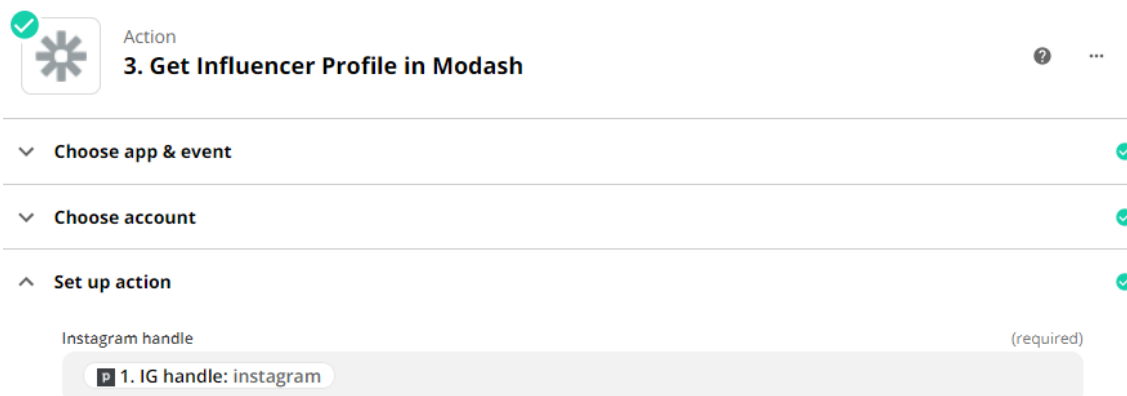 Action
3. Get Influencer Profile in Modash
Choose app & event
Choose account
Set up action
Instagram handle (required)
1. IG handle: instagram